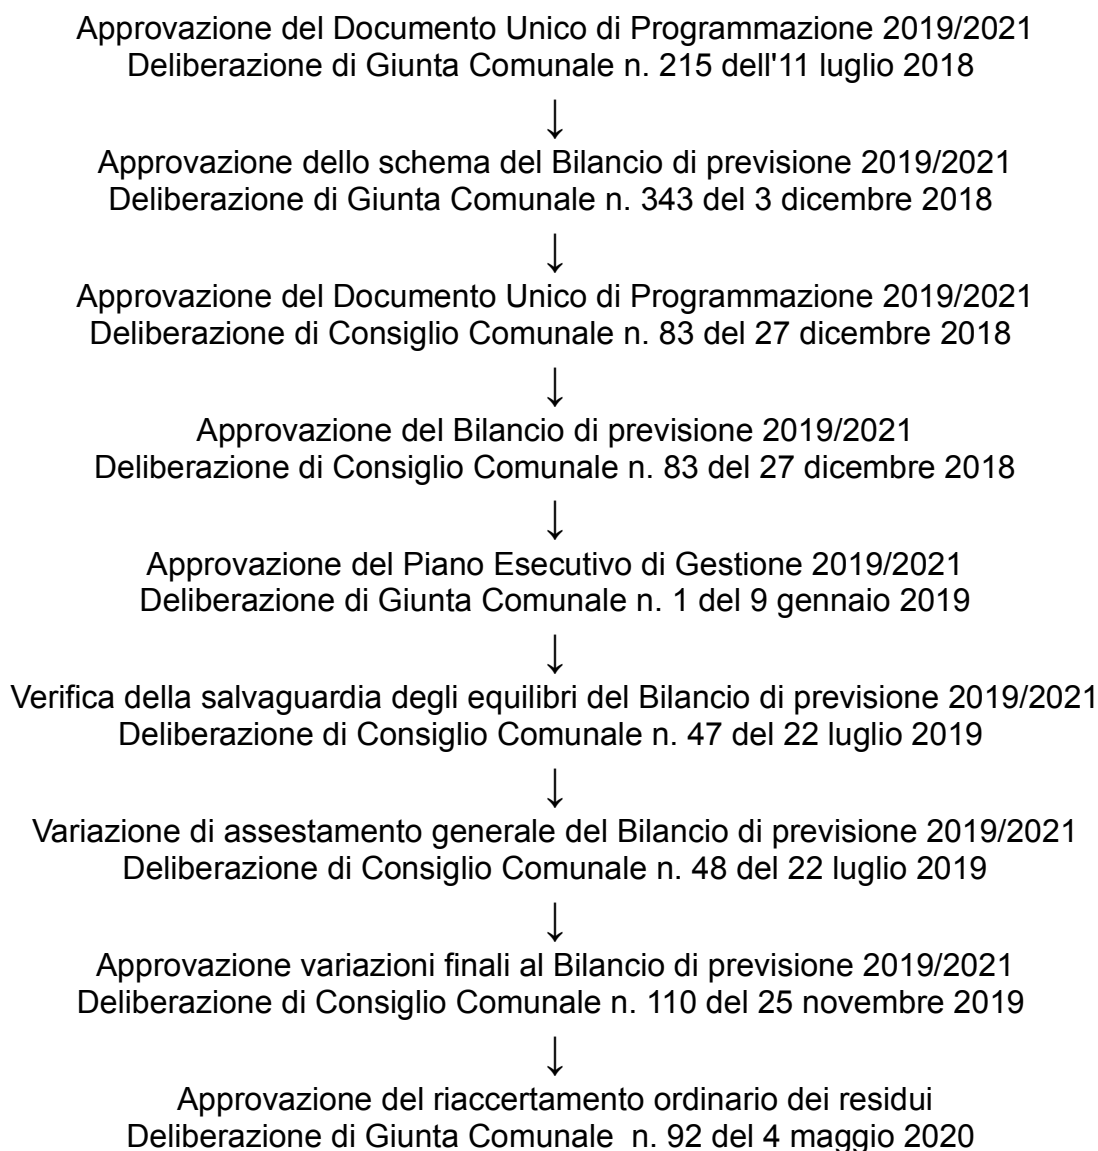 Approvazione del Documento Unico di Programmazione 2019/2021
Deliberazione di Giunta Comunale n. 215 dell'11 luglio 2018
↓
Approvazione dello schema del Bilancio di previsione 2019/2021
Deliberazione di Giunta Comunale n. 343 del 3 dicembre 2018
↓
Approvazione del Documento Unico di Programmazione 2019/2021
Deliberazione di Consiglio Comunale n. 83 del 27 dicembre 2018
↓
Approvazione del Bilancio di previsione 2019/2021
Deliberazione di Consiglio Comunale n. 83 del 27 dicembre 2018
↓
Approvazione del Piano Esecutivo di Gestione 2019/2021
Deliberazione di Giunta Comunale n. 1 del 9 gennaio 2019
↓
Verifica della salvaguardia degli equilibri del Bilancio di previsione 2019/2021
Deliberazione di Consiglio Comunale n. 47 del 22 luglio 2019
↓
Variazione di assestamento generale del Bilancio di previsione 2019/2021
Deliberazione di Consiglio Comunale n. 48 del 22 luglio 2019
↓
Approvazione variazioni finali al Bilancio di previsione 2019/2021
Deliberazione di Consiglio Comunale n. 110 del 25 novembre 2019
↓
Approvazione del riaccertamento ordinario dei residui
Deliberazione di Giunta Comunale  n. 92 del 4 maggio 2020